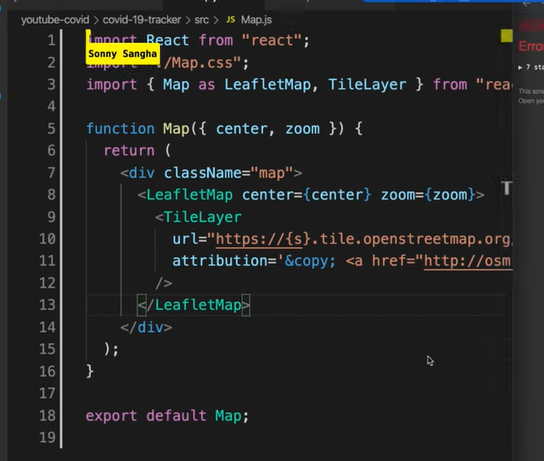 youtube-covid > covid-19-tracker > src > JS Map.js
1 import React from "react";
Sonny Sangha
2 import "./Map.css";
3 import { Map as LeafletMap, TileLayer } from "rea
4
5 function Map({ center, zoom }) {
6 return (
7 <div className="map">
8 <LeafletMap center={center} zoom={zoom}>
9 <TileLayer
10 url="https://{s}.tile.openstreetmap.org/
11 attribution='&copy; <a href="http://osm
12 />
13 </LeafletMap>
14 </div>
15 );
16 }
17
18 export default Map;
19
Erro
7 sta
This scre
Open yo
T